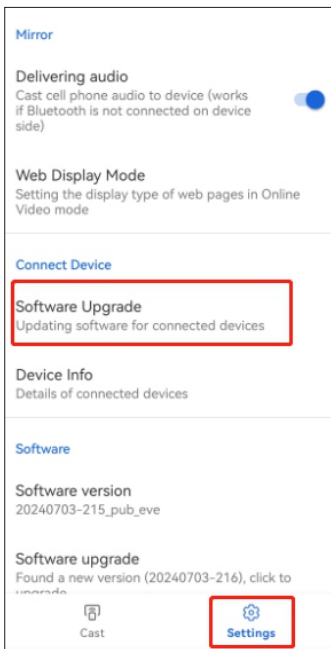 Mirror
Delivering audio
Cast cell phone audio to device (works
if Bluetooth is not connected on device
side)
Web Display Mode
Setting the display type of web pages in Online
Video mode
Connect Device
Software Upgrade
Updating software for connected devices
Device Info
Details of connected devices
Software
Software version
20240703-215_pub_eve
Software upgrade
Found a new version (20240703-216), click to
upgrade
Cast
Settings